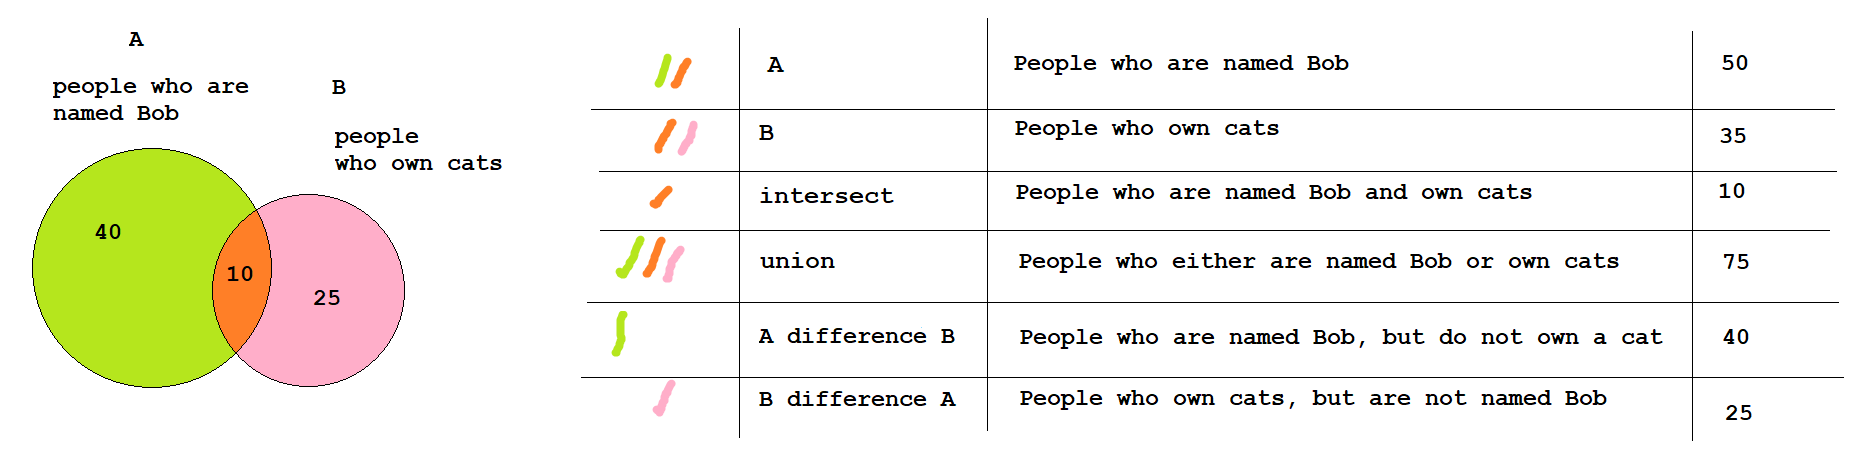 A
people who are
named Bob
B
people
who own cats
40
10
25
A People who are named Bob 50
B People who own cats 35
intersect People who are named Bob and own cats 10
union People who either are named Bob or own cats 75
A difference B People who are named Bob, but do not own a cat 40
B difference A People who own cats, but are not named Bob 25